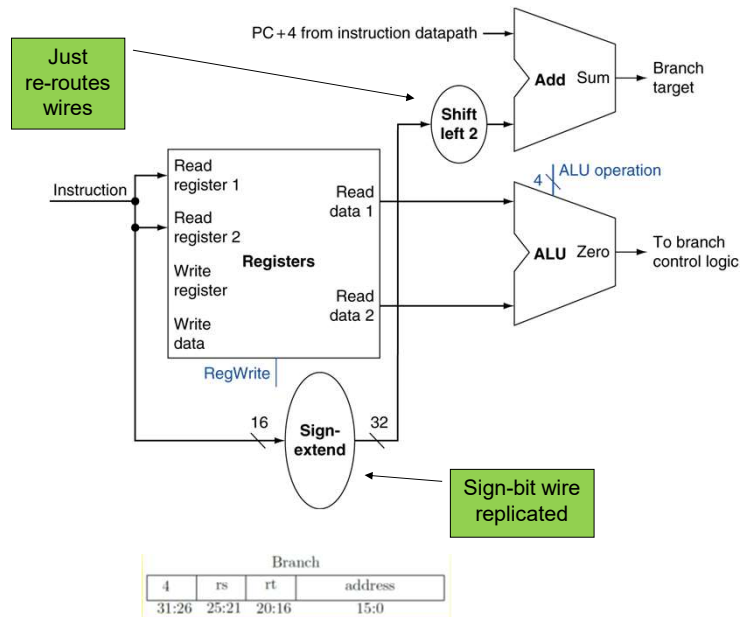 Just
re-routes
wires
PC+4 from instruction datapath
Add Sum
Branch
target
Shift
left 2
Instruction
Read
register 1
Read
register 2
Write
register
Write
data
Registers
Read
data 1
Read
data 2
4
ALU operation
ALU Zero
To branch
control logic
RegWrite
16
Sign-
extend
32
Sign-bit wire
replicated
Branch
4 rs rt address
31:26 25:21 20:16 15:0